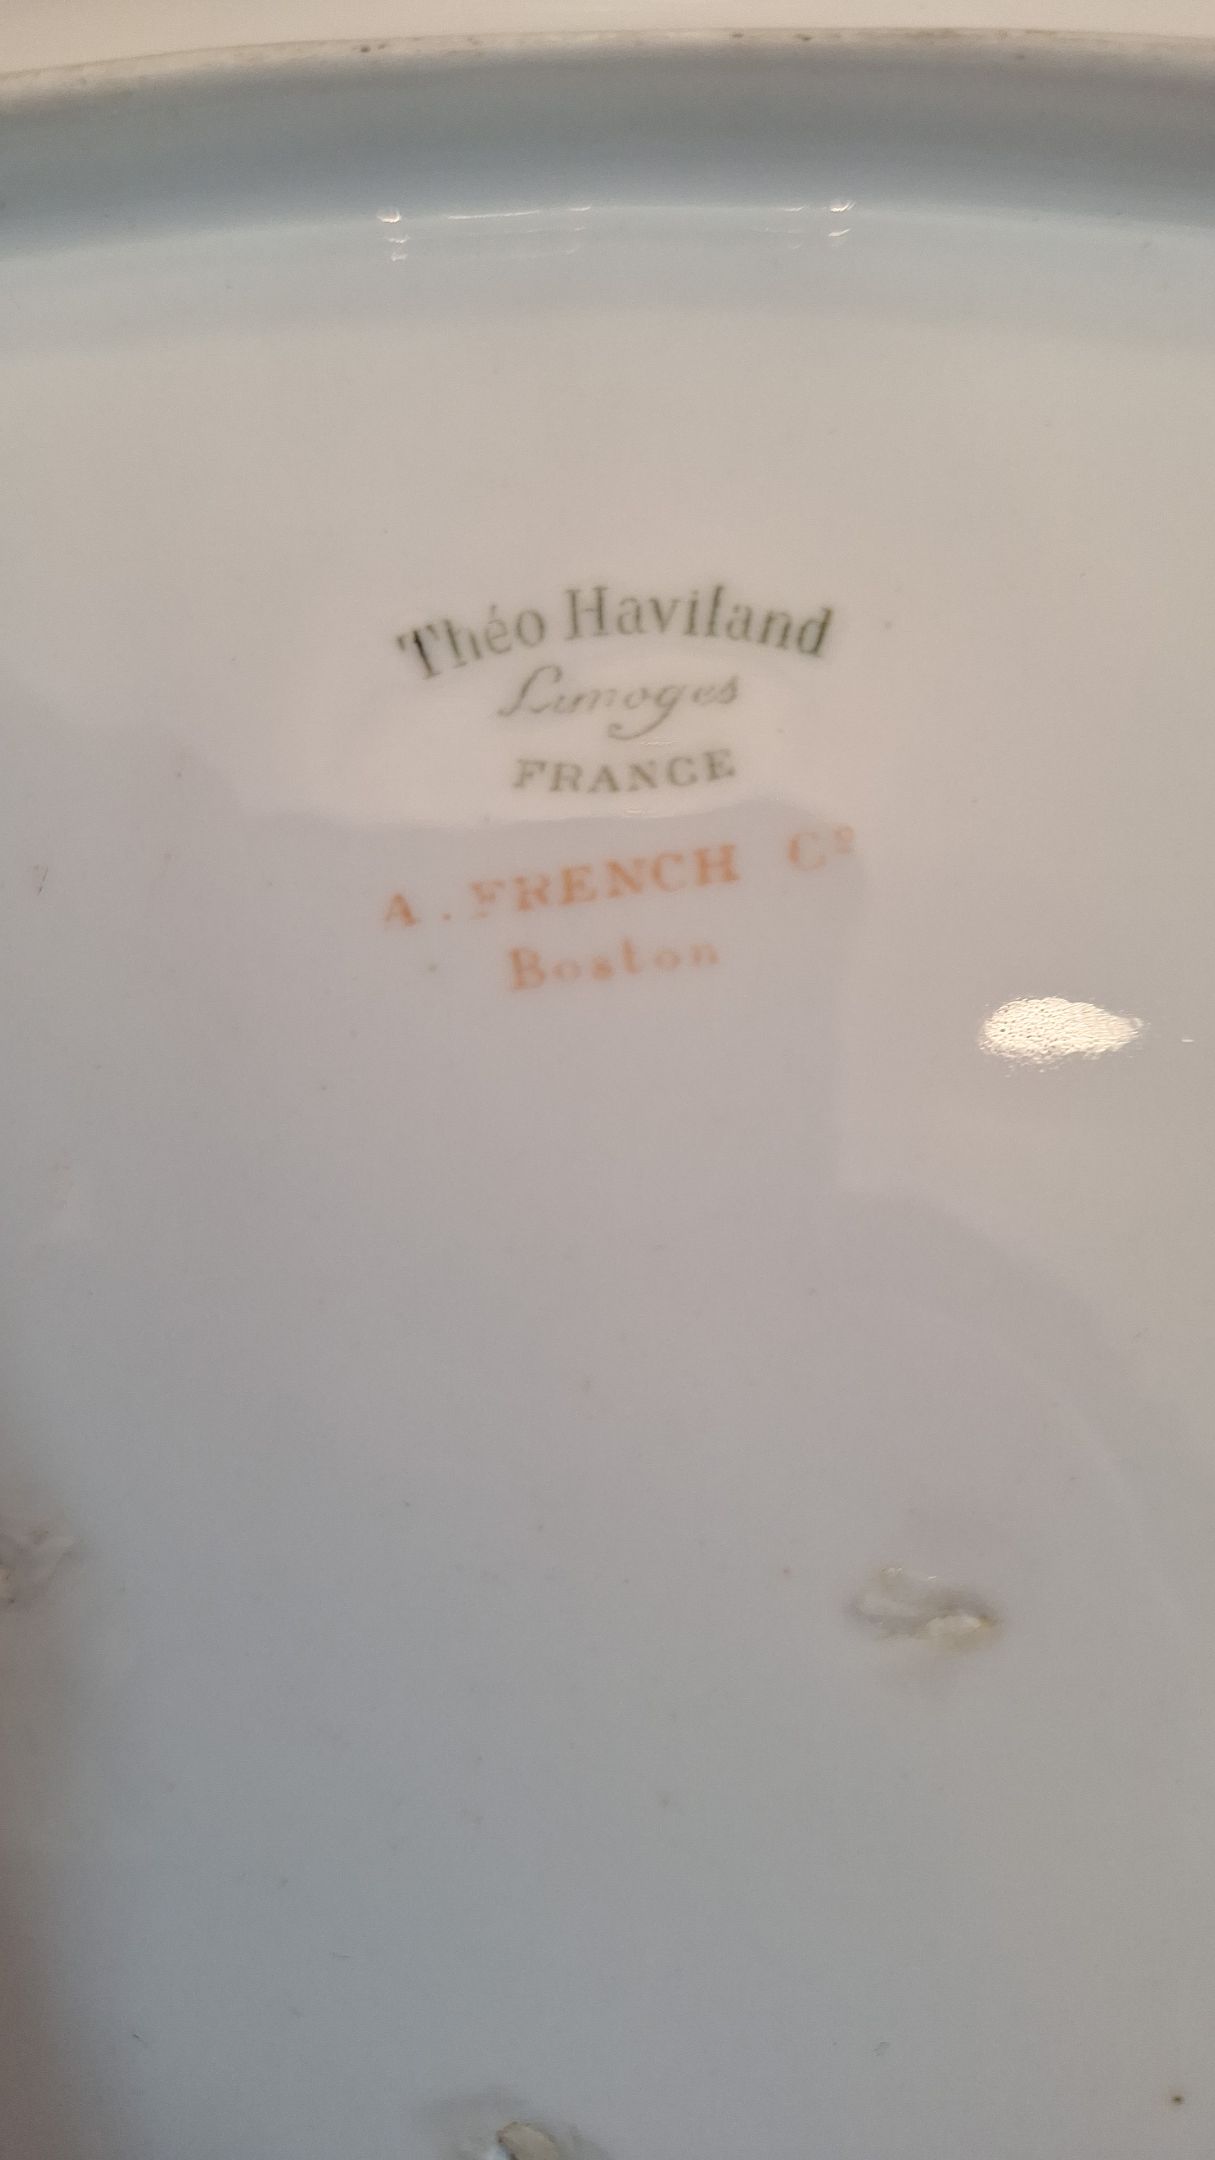 Théo Haviland
Limoges
FRANCE
A. FRENCH Cº
Boston